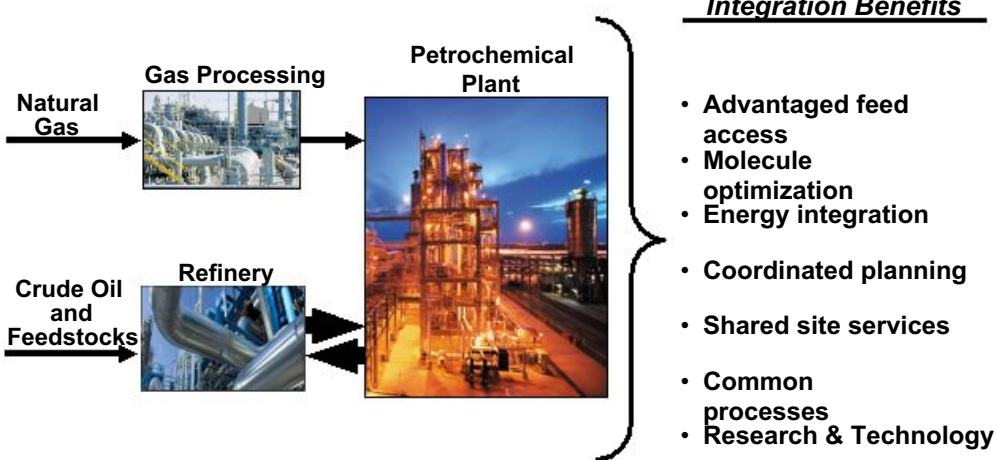 Integration Benefits
Petrochemical
Plant
Gas Processing
Natural
Gas
Refinery
Crude Oil
and
Feedstocks
• Advantaged feed
access
• Molecule
optimization
• Energy integration
• Coordinated planning
• Shared site services
• Common
processes
• Research & Technology